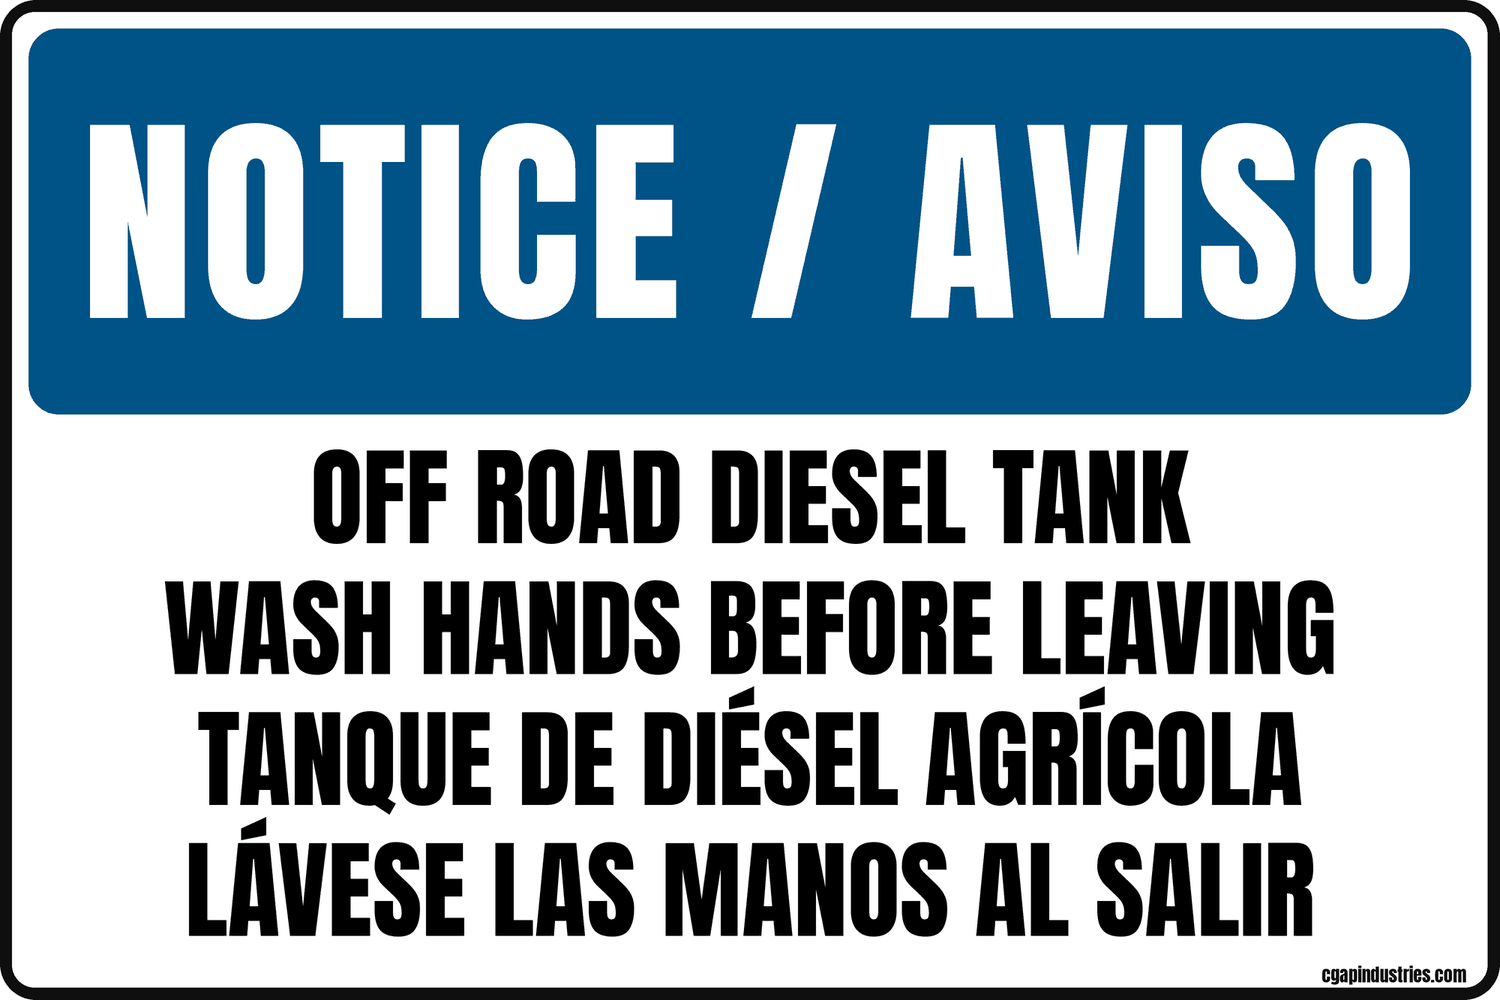 NOTICE / AVISO
OFF ROAD DIESEL TANK
WASH HANDS BEFORE LEAVING
TANQUE DE DIÉSEL AGRÍCOLA
LÁVESE LAS MANOS AL SALIR
cgapindustries.com